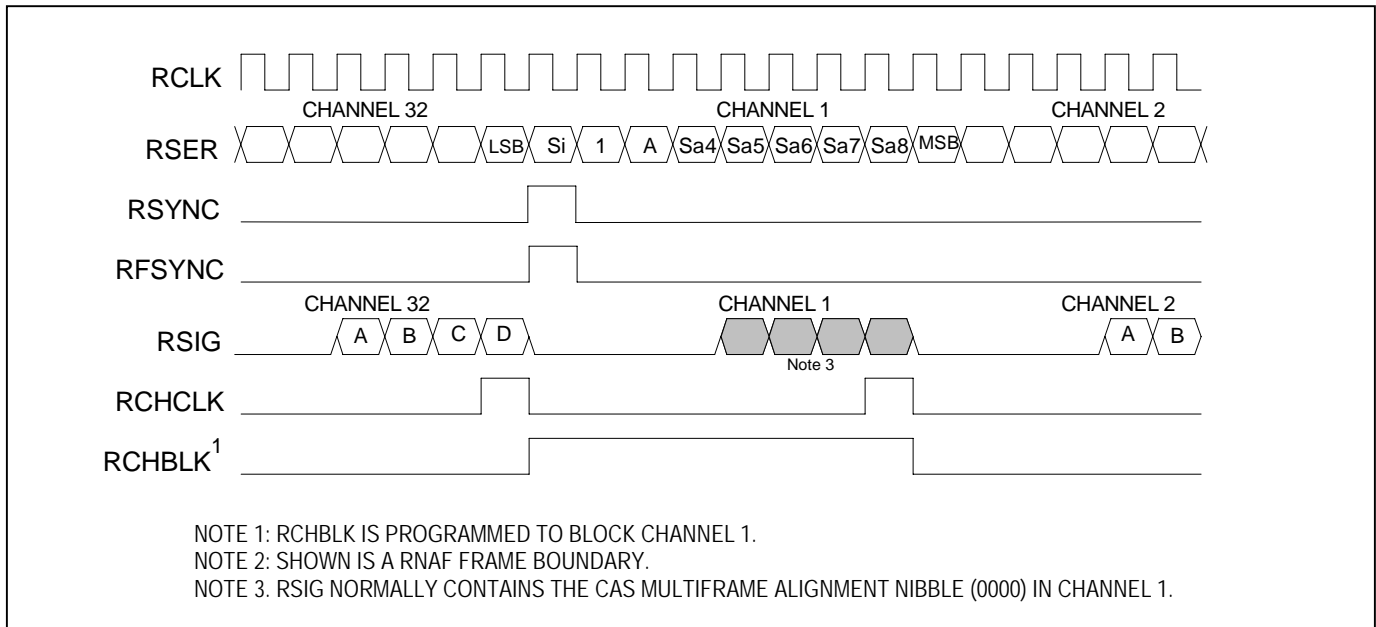 RCLK
CHANNEL 32 CHANNEL 1 CHANNEL 2
RSER LSB Si 1 A Sa4 Sa5 Sa6 Sa7 Sa8 MSB
RSYNC
RFSYNC
CHANNEL 32 CHANNEL 1 CHANNEL 2
RSIG A B C D A B
Note 3
RCHCLK
RCHBLK1
NOTE 1: RCHBLK IS PROGRAMMED TO BLOCK CHANNEL 1.
NOTE 2: SHOWN IS A RNAF FRAME BOUNDARY.
NOTE 3. RSIG NORMALLY CONTAINS THE CAS MULTIFRAME ALIGNMENT NIBBLE (0000) IN CHANNEL 1.